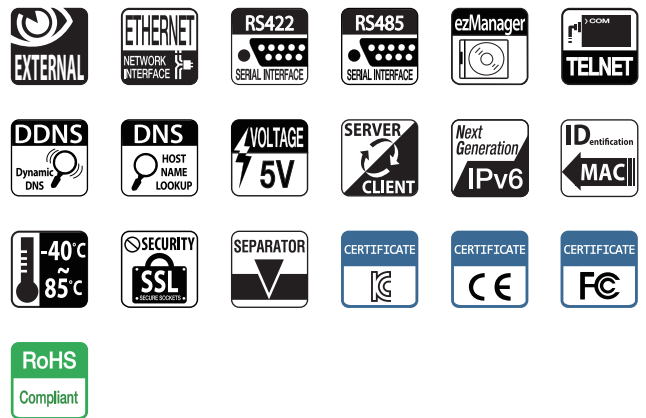 EXTERNAL
ETHERNET
NETWORK
INTERFACE
RS422
SERIAL INTERFACE
RS485
SERIAL INTERFACE
ezManager
>COM
TELNET
DDNS
Dynamic
DNS
DNS
HOST
NAME
LOOKUP
VOLTAGE
5V
SERVER
CLIENT
Next
Generation
IPv6
IDentification
MAC
-40°C
~
85°C
SECURITY
SSL
SECURE SOCKETS
SEPARATOR
CERTIFICATE
KC
CERTIFICATE
CE
CERTIFICATE
FC
RoHS
Compliant